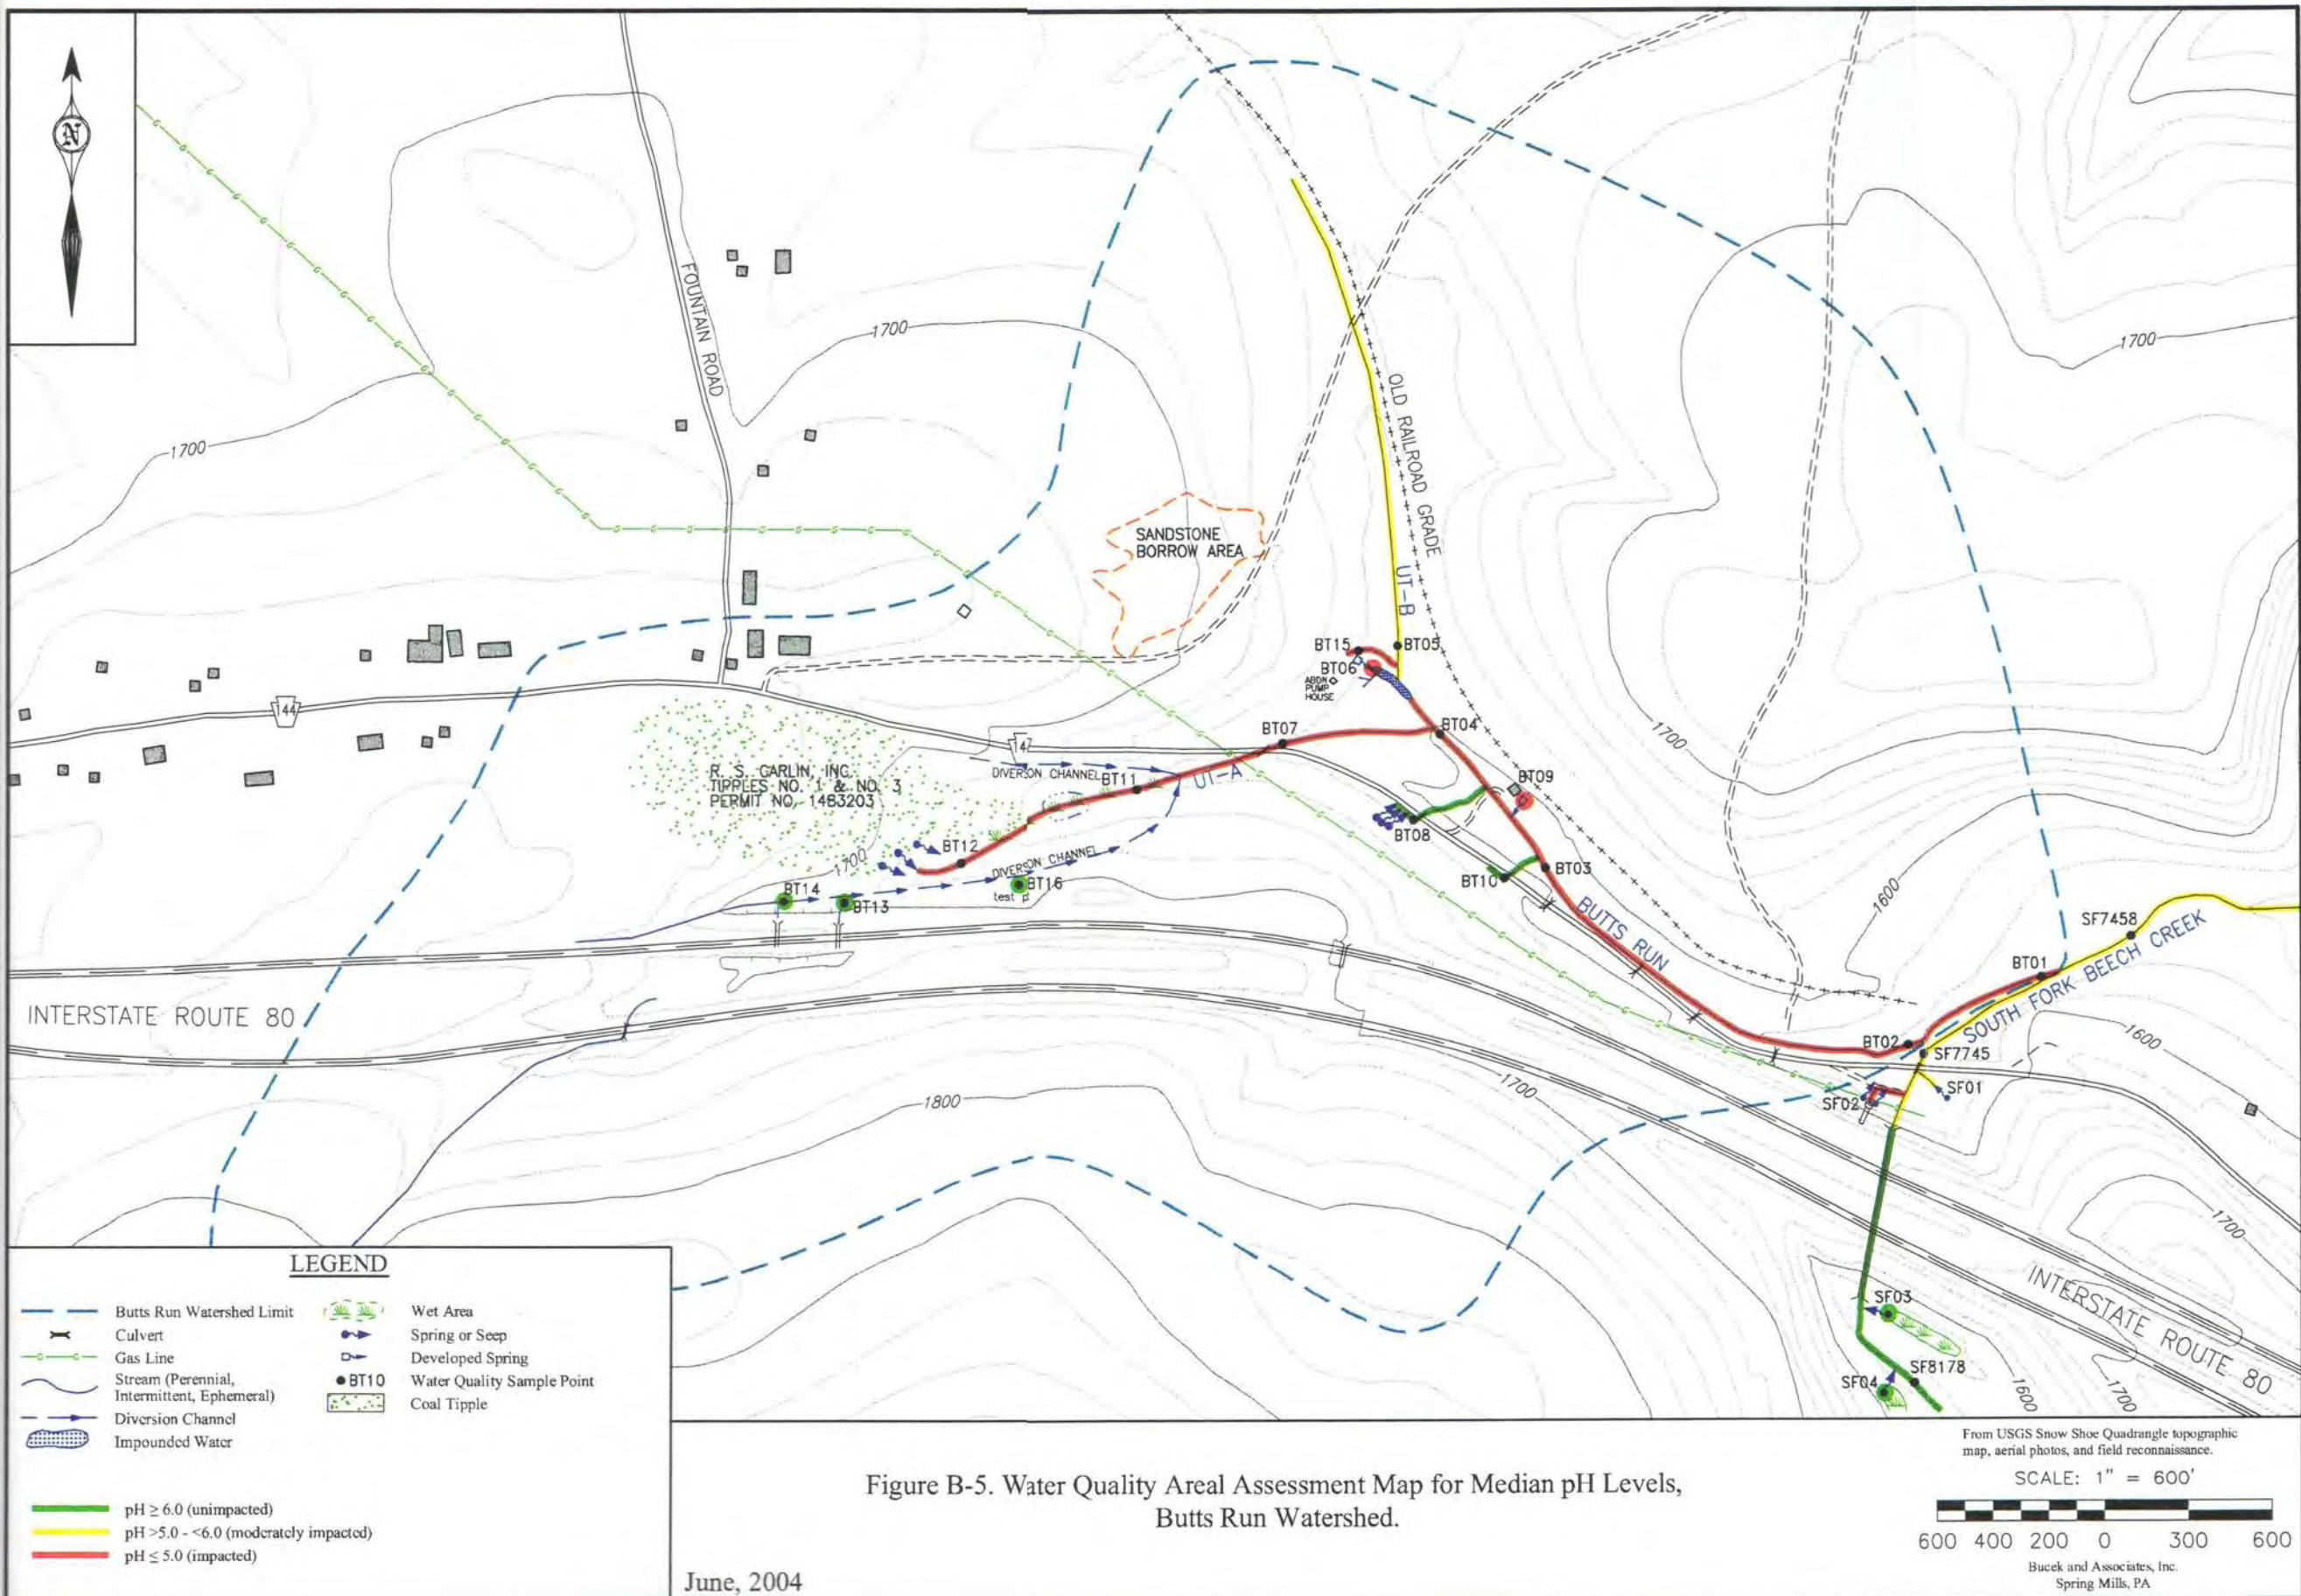 N
FOUNTAIN ROAD
1700
1700
1700
OLD RAILROAD GRADE
SANDSTONE
BORROW AREA
UT-B
BT15
BT05
BT06
ABDN
PUMP
HOUSE
144
1700
BT07
BT04
147
R. S. CARLIN, INC.
TIPPLES NO. 1 & NO. 3
PERMIT NO. 1483203
DIVERSION CHANNEL
BT11
UT-A
BT09
BT08
BT12
1700
DIVERSION CHANNEL
BT14
BT13
BT16
test p
BT10
BT03
1600
BUTTS RUN
SF7458
BT01
SOUTH FORK BEECH CREEK
INTERSTATE ROUTE 80
BT02
SF7745
1600
SF01
SF02
1700
1800
1700
INTERSTATE ROUTE 80
SF03
SF8178
SF04
1600
1700
LEGEND
Butts Run Watershed Limit
Culvert
Gas Line
Stream (Perennial,
Intermittent, Ephemeral)
Diversion Channel
Impounded Water
Wet Area
Spring or Seep
Developed Spring
BT10 Water Quality Sample Point
Coal Tipple
pH ≥ 6.0 (unimpacted)
pH >5.0 - <6.0 (moderately impacted)
pH ≤ 5.0 (impacted)
Figure B-5. Water Quality Areal Assessment Map for Median pH Levels,
Butts Run Watershed.
June, 2004
From USGS Snow Shoe Quadrangle topographic
map, aerial photos, and field reconnaissance.
SCALE: 1" = 600'
600 400 200 0 300 600
Bucek and Associates, Inc.
Spring Mills, PA